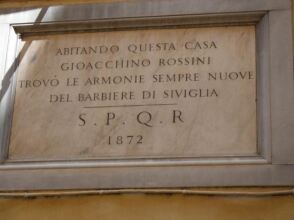 ABITANDO QUESTA CASA
GIOACCHINO ROSSINI
TROVÒ LE ARMONIE SEMPRE NUOVE
DEL BARBIERE DI SIVIGLIA
S. P. Q. R
1872